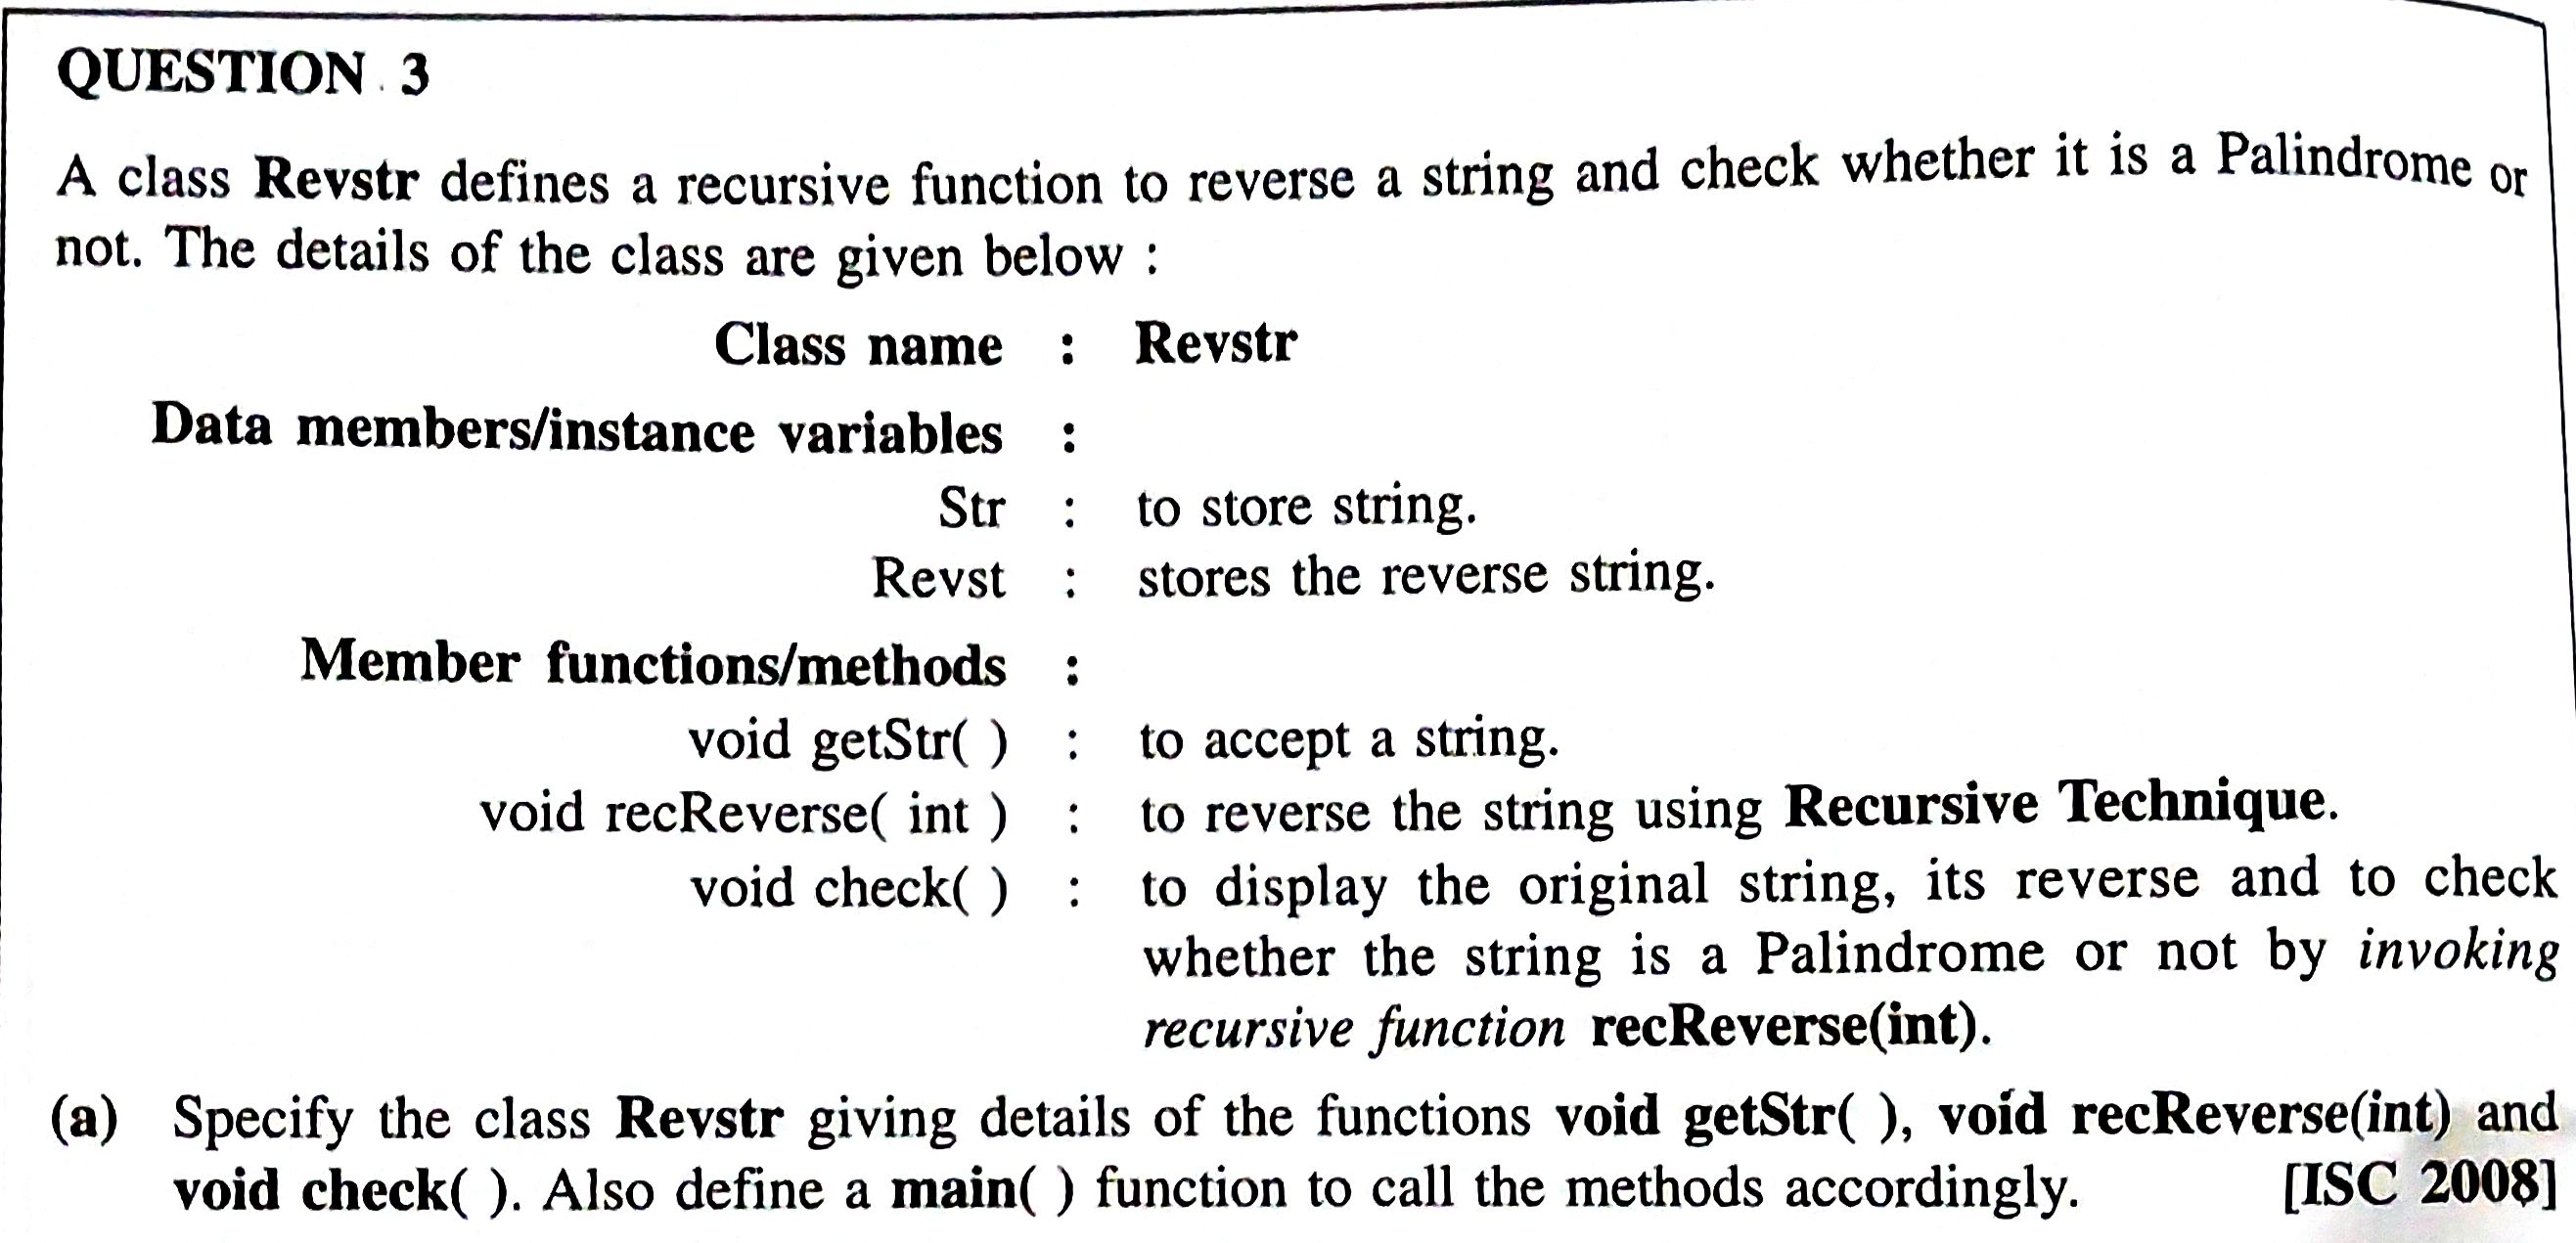 QUESTION 3
A class Revstr defines a recursive function to reverse a string and check whether it is a Palindrome or
not. The details of the class are given below :
Class name : Revstr
Data members/instance variables :
Str : to store string.
Revst : stores the reverse string.
Member functions/methods :
void getStr( ) : to accept a string.
void recReverse( int ) : to reverse the string using Recursive Technique.
void check( ) : to display the original string, its reverse and to check
whether the string is a Palindrome or not by invoking
recursive function recReverse(int).
(a) Specify the class Revstr giving details of the functions void getStr( ), void recReverse(int) and
void check( ). Also define a main( ) function to call the methods accordingly. [ISC 2008]